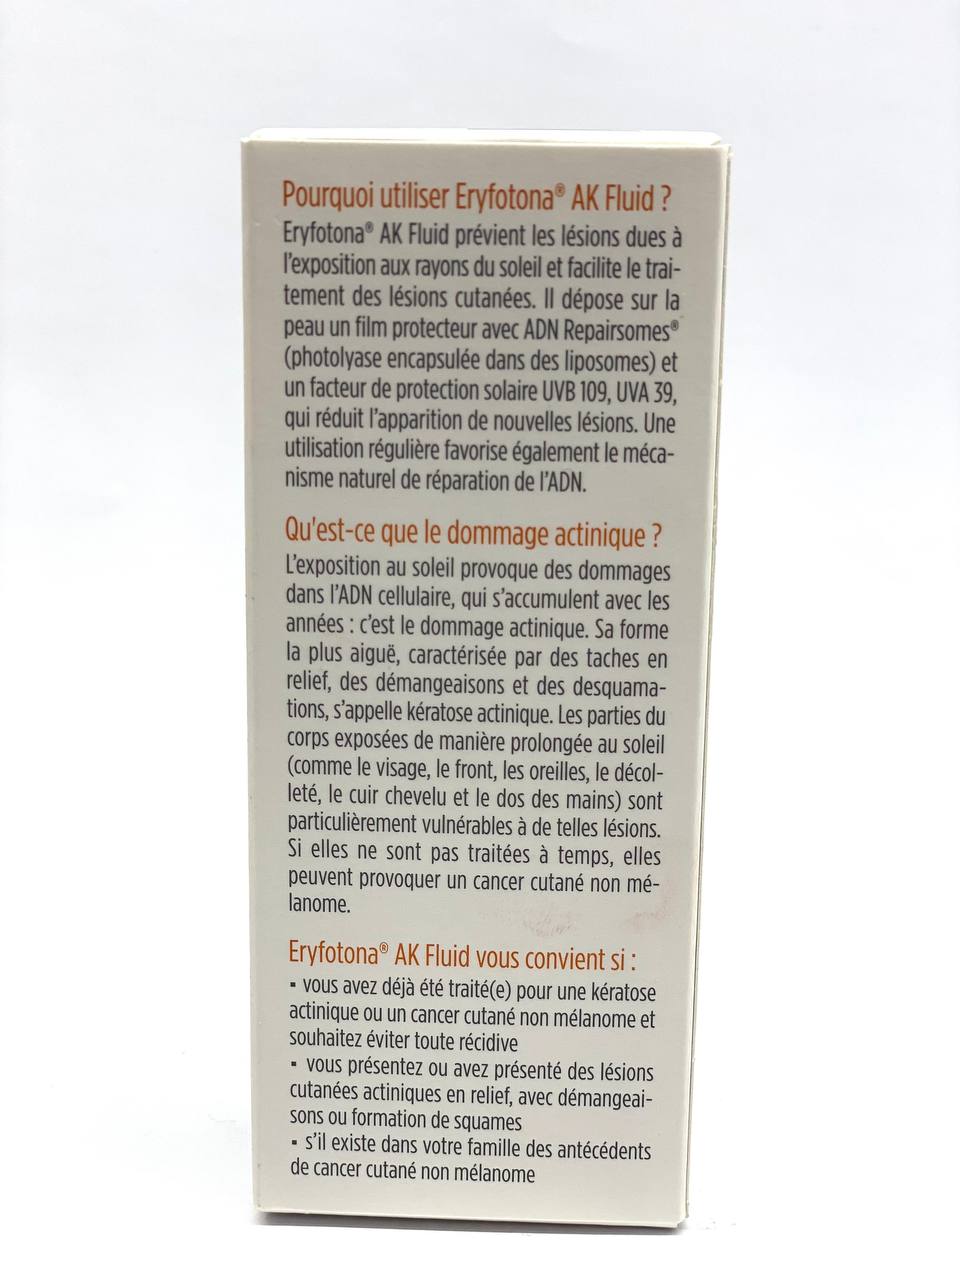 Pourquoi utiliser Eryfotona® AK Fluid ?
Eryfotona® AK Fluid prévient les lésions dues à
l'exposition aux rayons du soleil et facilite le trai-
tement des lésions cutanées. Il dépose sur la
peau un film protecteur avec ADN Repairsomes®
(photolyase encapsulée dans des liposomes) et
un facteur de protection solaire UVB 109, UVA 39,
qui réduit l'apparition de nouvelles lésions. Une
utilisation régulière favorise également le méca-
nisme naturel de réparation de l'ADN.
Qu'est-ce que le dommage actinique ?
L'exposition au soleil provoque des dommages
dans l'ADN cellulaire, qui s'accumulent avec les
années : c'est le dommage actinique. Sa forme
la plus aiguë, caractérisée par des taches en
relief, des démangeaisons et des desquama-
tions, s'appelle kératose actinique. Les parties du
corps exposées de manière prolongée au soleil
(comme le visage, le front, les oreilles, le décol-
leté, le cuir chevelu et le dos des mains) sont
particulièrement vulnérables à de telles lésions.
Si elles ne sont pas traitées à temps, elles
peuvent provoquer un cancer cutané non mé-
lanome.
Eryfotona® AK Fluid vous convient si :
▪ vous avez déjà été traité(e) pour une kératose
actinique ou un cancer cutané non mélanome et
souhaitez éviter toute récidive
▪ vous présentez ou avez présenté des lésions
cutanées actiniques en relief, avec démangeai-
sons ou formation de squames
▪ s'il existe dans votre famille des antécédents
de cancer cutané non mélanome